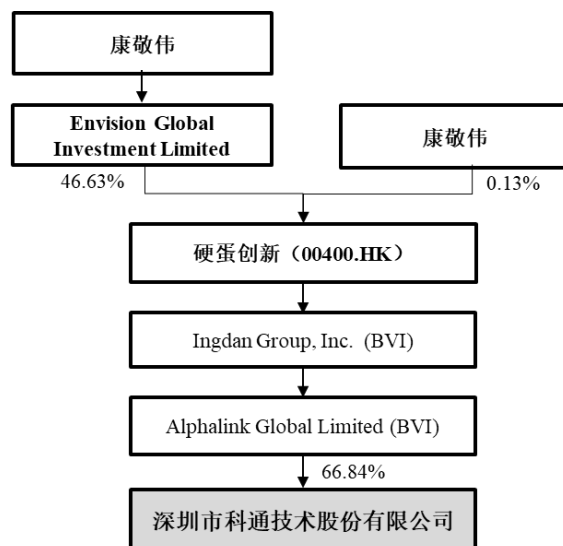 康敬伟
Envision Global
Investment Limited
康敬伟
46.63%
0.13%
硬蛋创新（00400.HK）
Ingdan Group, Inc. (BVI)
Alphalink Global Limited (BVI)
66.84%
深圳市科通技术股份有限公司